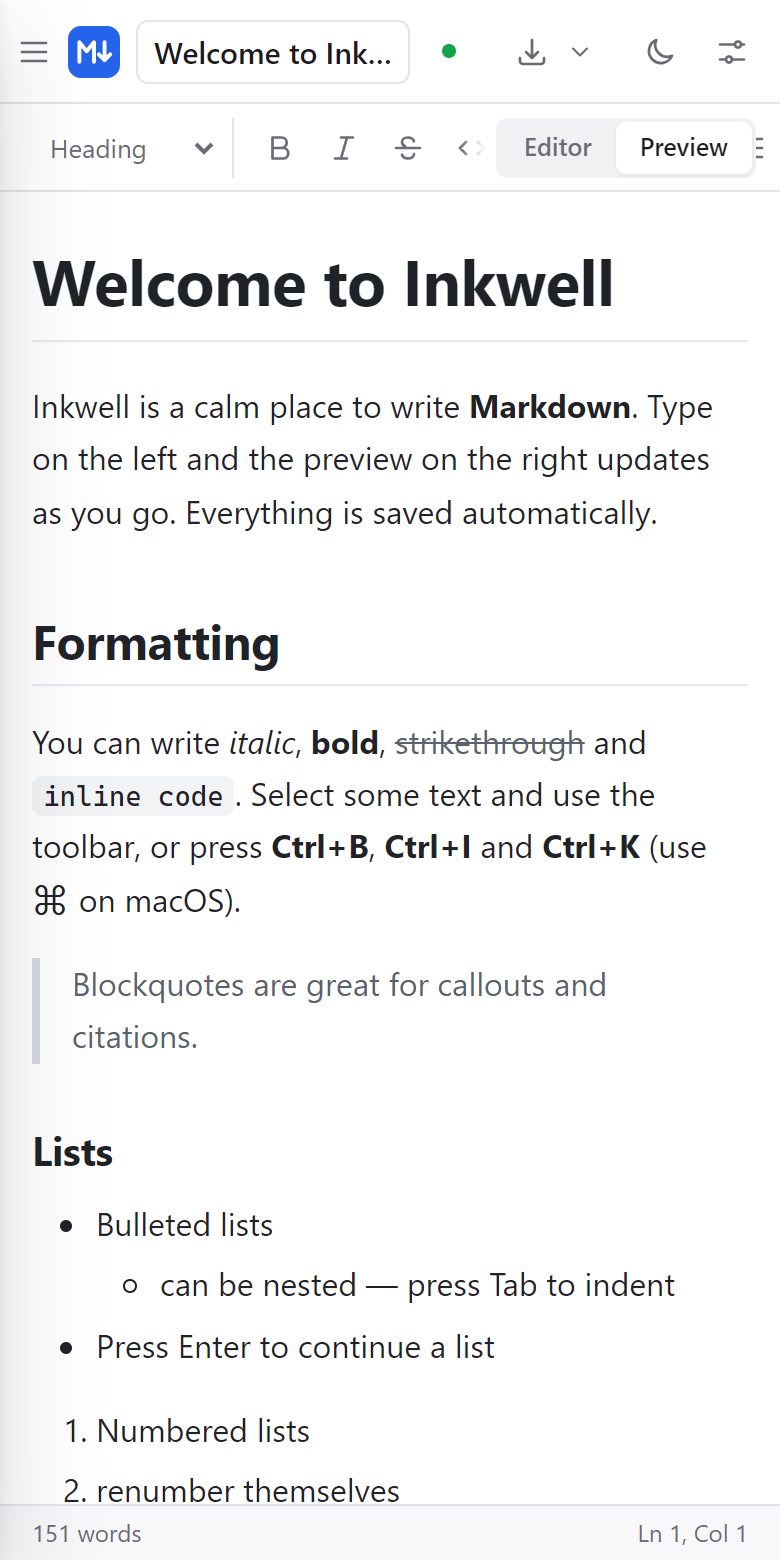 M↓
Welcome to Ink...
Heading
B I S <> Editor Preview
Welcome to Inkwell
Inkwell is a calm place to write Markdown. Type
on the left and the preview on the right updates
as you go. Everything is saved automatically.
Formatting
You can write italic, bold, strikethrough and
inline code. Select some text and use the
toolbar, or press Ctrl+B, Ctrl+I and Ctrl+K (use
⌘ on macOS).
Blockquotes are great for callouts and
citations.
Lists
• Bulleted lists
◦ can be nested — press Tab to indent
• Press Enter to continue a list
1. Numbered lists
2. renumber themselves
151 words
Ln 1, Col 1